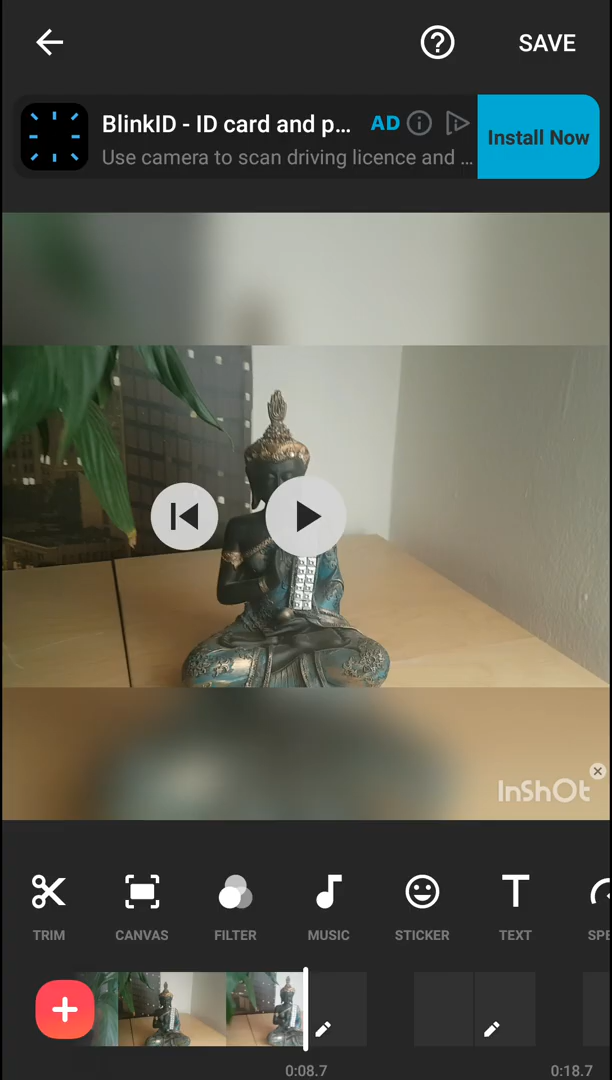 SAVE
BlinkID - ID card and p... AD
Use camera to scan driving licence and ...
Install Now
InShOt
TRIM CANVAS FILTER MUSIC STICKER TEXT SPE
0:08.7 0:18.7